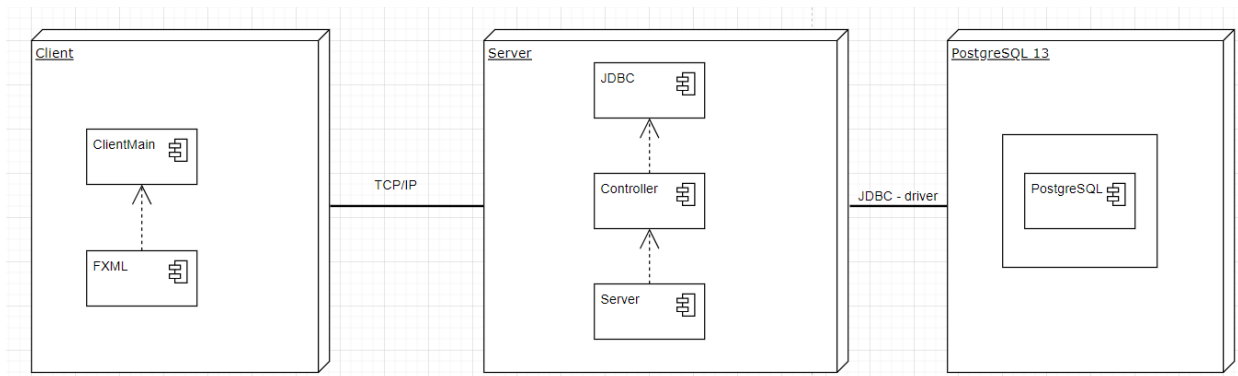 Client
ClientMain
FXML
TCP/IP
Server
JDBC
Controller
Server
JDBC - driver
PostgreSQL 13
PostgreSQL